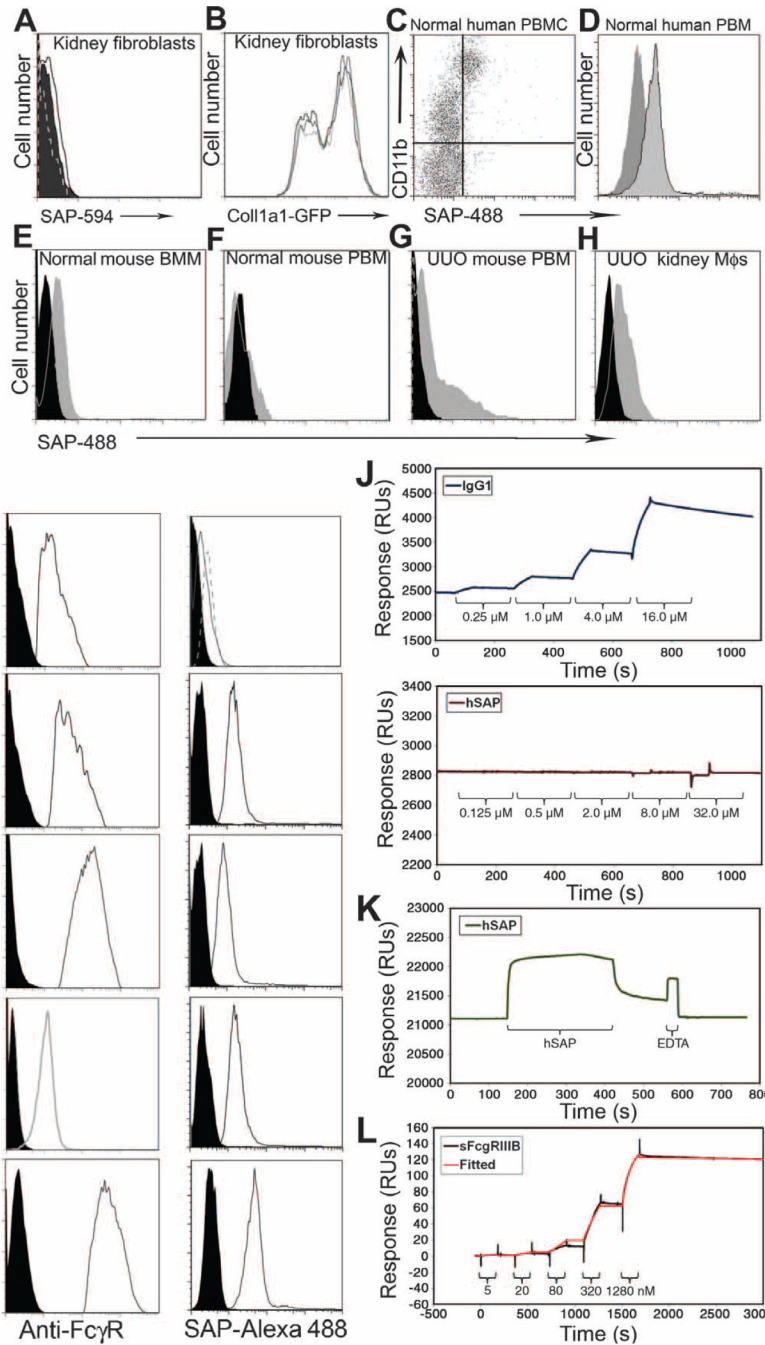 A
Kidney fibroblasts
Cell number
SAP-594
B
Kidney fibroblasts
Cell number
Coll1a1-GFP
C
Normal human PBMC
CD11b
SAP-488
D
Normal human PBM
Cell number
E
Normal mouse BMM
Cell number
F
Normal mouse PBM
G
UUO mouse PBM
H
UUO kidney Mϕs
SAP-488
Anti-FcγR
SAP-Alexa 488
J
IgG1
Response (RUs)
5000
4500
4000
3500
3000
2500
2000
1500
0.25 µM
1.0 µM
4.0 µM
16.0 µM
0 200 400 600 800 1000
Time (s)
hSAP
Response (RUs)
3400
3200
3000
2800
2600
2400
2200
0.125 µM
0.5 µM
2.0 µM
8.0 µM
32.0 µM
0 200 400 600 800 1000
Time (s)
K
hSAP
Response (RUs)
23000
22000
21500
21000
20500
20000
hSAP
EDTA
0 100 200 300 400 500 600 700 800
Time (s)
L
sFcgRIIIB
Fitted
Response (RUs)
160
140
120
100
80
60
40
20
0
-20
-40
-60
5
20
80
320
1280 nM
0 500 1000 1500 2000 2500 3000
Time (s)